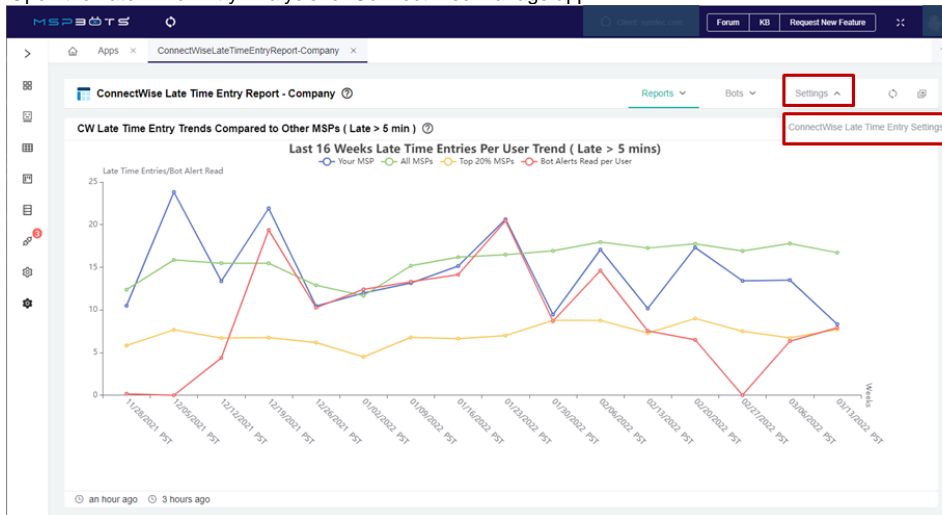 MSPBOTS
Forum KB Request New Feature
Apps × ConnectWiseLateTimeEntryReport-Company ×
ConnectWise Late Time Entry Report - Company
Reports Bots Settings
ConnectWise Late Time Entry Settings
CW Late Time Entry Trends Compared to Other MSPs ( Late > 5 min )
Last 16 Weeks Late Time Entries Per User Trend ( Late > 5 mins)
Your MSP All MSPs Top 20% MSPs Bot Alerts Read per User
Late Time Entries/Bot Alert Read
25
20
15
10
5
0
3
Weeks
11/28/2021 PST
12/05/2021 PST
12/12/2021 PST
12/19/2021 PST
12/26/2021 PST
01/02/2022 PST
01/09/2022 PST
01/16/2022 PST
01/23/2022 PST
01/30/2022 PST
02/06/2022 PST
02/13/2022 PST
02/20/2022 PST
02/27/2022 PST
03/06/2022 PST
03/13/2022 PST
an hour ago 3 hours ago